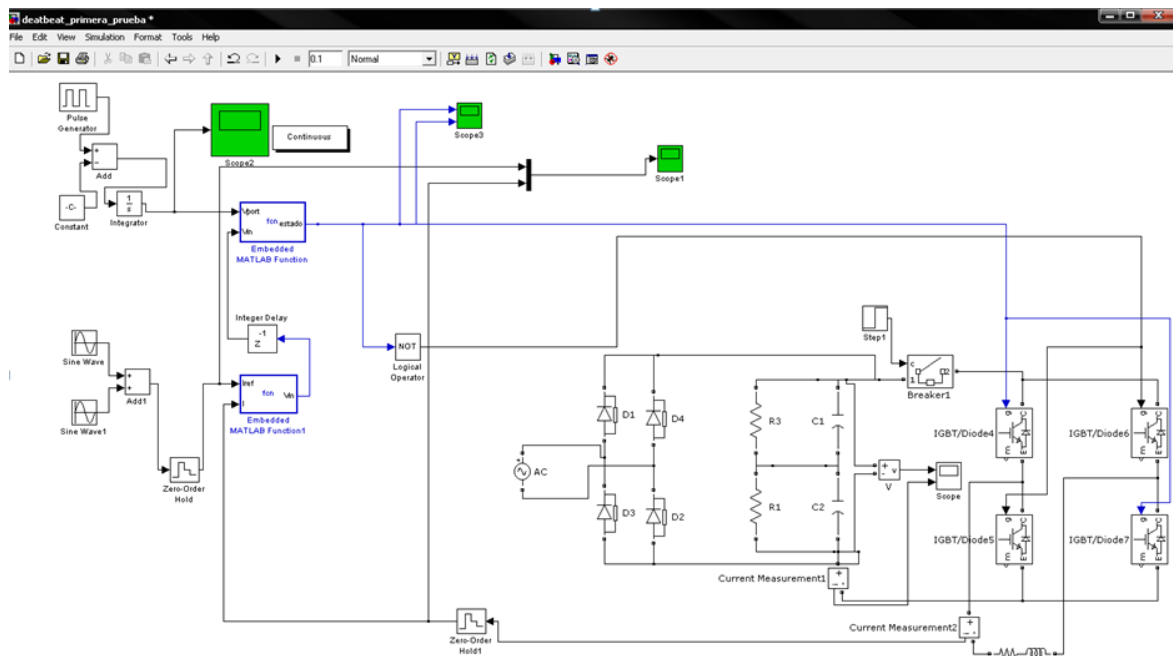 deatbeat_primera_prueba *
File Edit View Simulation Format Tools Help
0.1 Normal
Pulse
Generator
Add
-C-
Constant
1
s
Integrator
Scope2
Continuous
Scope3
Scope1
Vport
Vin
fcn
estado
Embedded
MATLAB Function
Integer Delay
-1
Z
Sine Wave
Sine Wave1
Add1
Zero-Order
Hold
Iref
I
fcn
Vin
Embedded
MATLAB Function1
NOT
Logical
Operator
Step1
c
1
2
Breaker1
D1
D4
AC
D3
D2
R3
C1
R1
C2
v
V
Scope
g
C
m
E
IGBT/Diode4
g
C
m
E
IGBT/Diode6
g
C
m
E
IGBT/Diode5
g
C
m
E
IGBT/Diode7
Current Measurement1
i
Current Measurement2
i
Zero-Order
Hold1